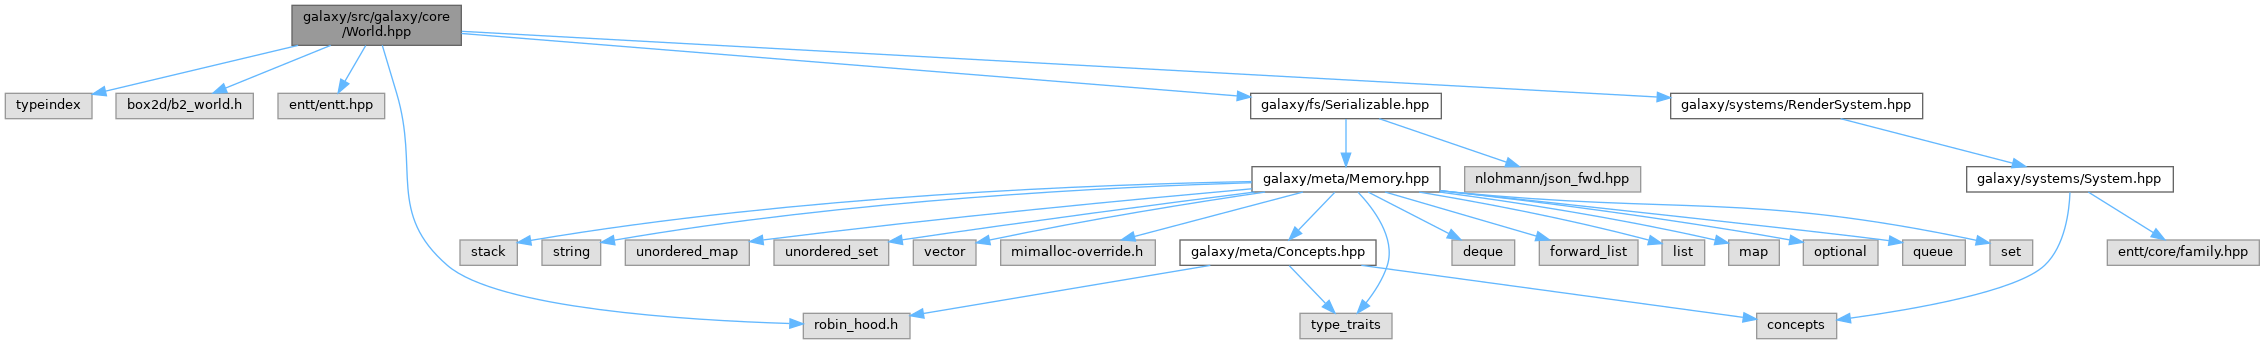 galaxy/src/galaxy/core
/World.hpp
typeindex
box2d/b2_world.h
entt/entt.hpp
galaxy/fs/Serializable.hpp
galaxy/systems/RenderSystem.hpp
galaxy/meta/Memory.hpp
nlohmann/json_fwd.hpp
galaxy/systems/System.hpp
stack
string
unordered_map
unordered_set
vector
mimalloc-override.h
galaxy/meta/Concepts.hpp
deque
forward_list
list
map
optional
queue
set
entt/core/family.hpp
robin_hood.h
type_traits
concepts